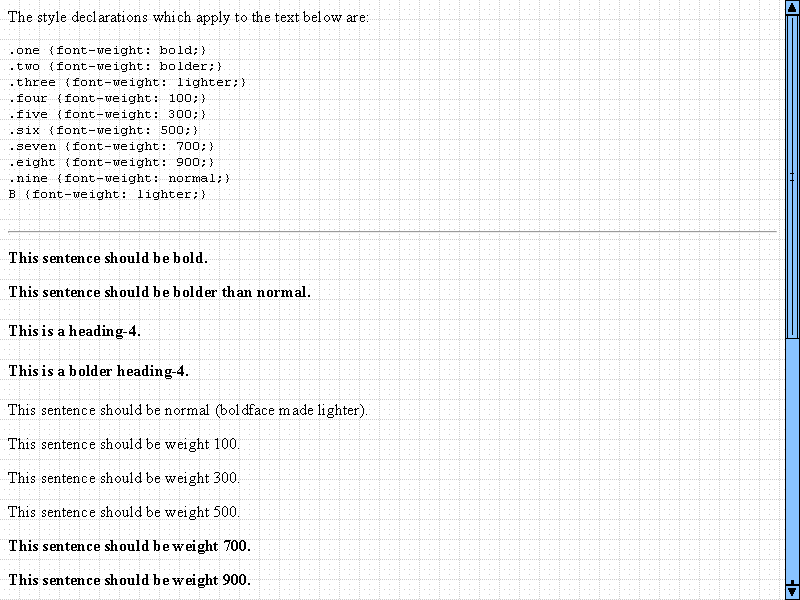 The style declarations which apply to the text below are:
.one {font-weight: bold;}
.two {font-weight: bolder;}
.three {font-weight: lighter;}
.four {font-weight: 100;}
.five {font-weight: 300;}
.six {font-weight: 500;}
.seven {font-weight: 700;}
.eight {font-weight: 900;}
.nine {font-weight: normal;}
B {font-weight: lighter;}
This sentence should be bold.
This sentence should be bolder than normal.
This is a heading-4.
This is a bolder heading-4.
This sentence should be normal (boldface made lighter).
This sentence should be weight 100.
This sentence should be weight 300.
This sentence should be weight 500.
This sentence should be weight 700.
This sentence should be weight 900.